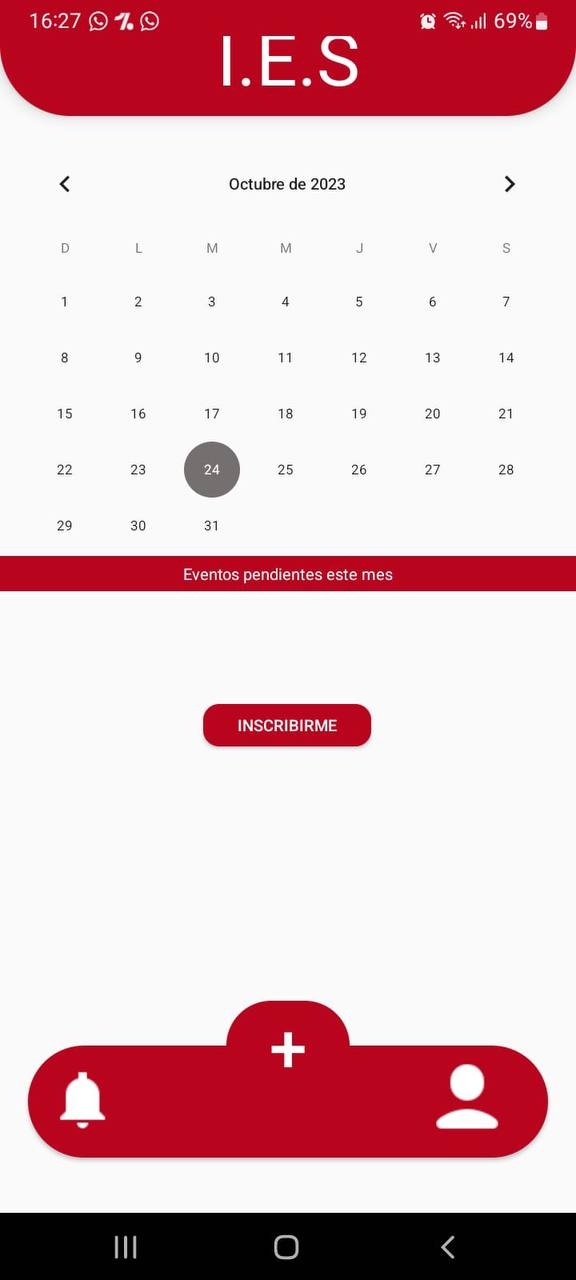 16:27 69%
I.E.S
Octubre de 2023
D L M M J V S
1 2 3 4 5 6 7
8 9 10 11 12 13 14
15 16 17 18 19 20 21
22 23 24 25 26 27 28
29 30 31
Eventos pendientes este mes
INSCRIBIRME
+